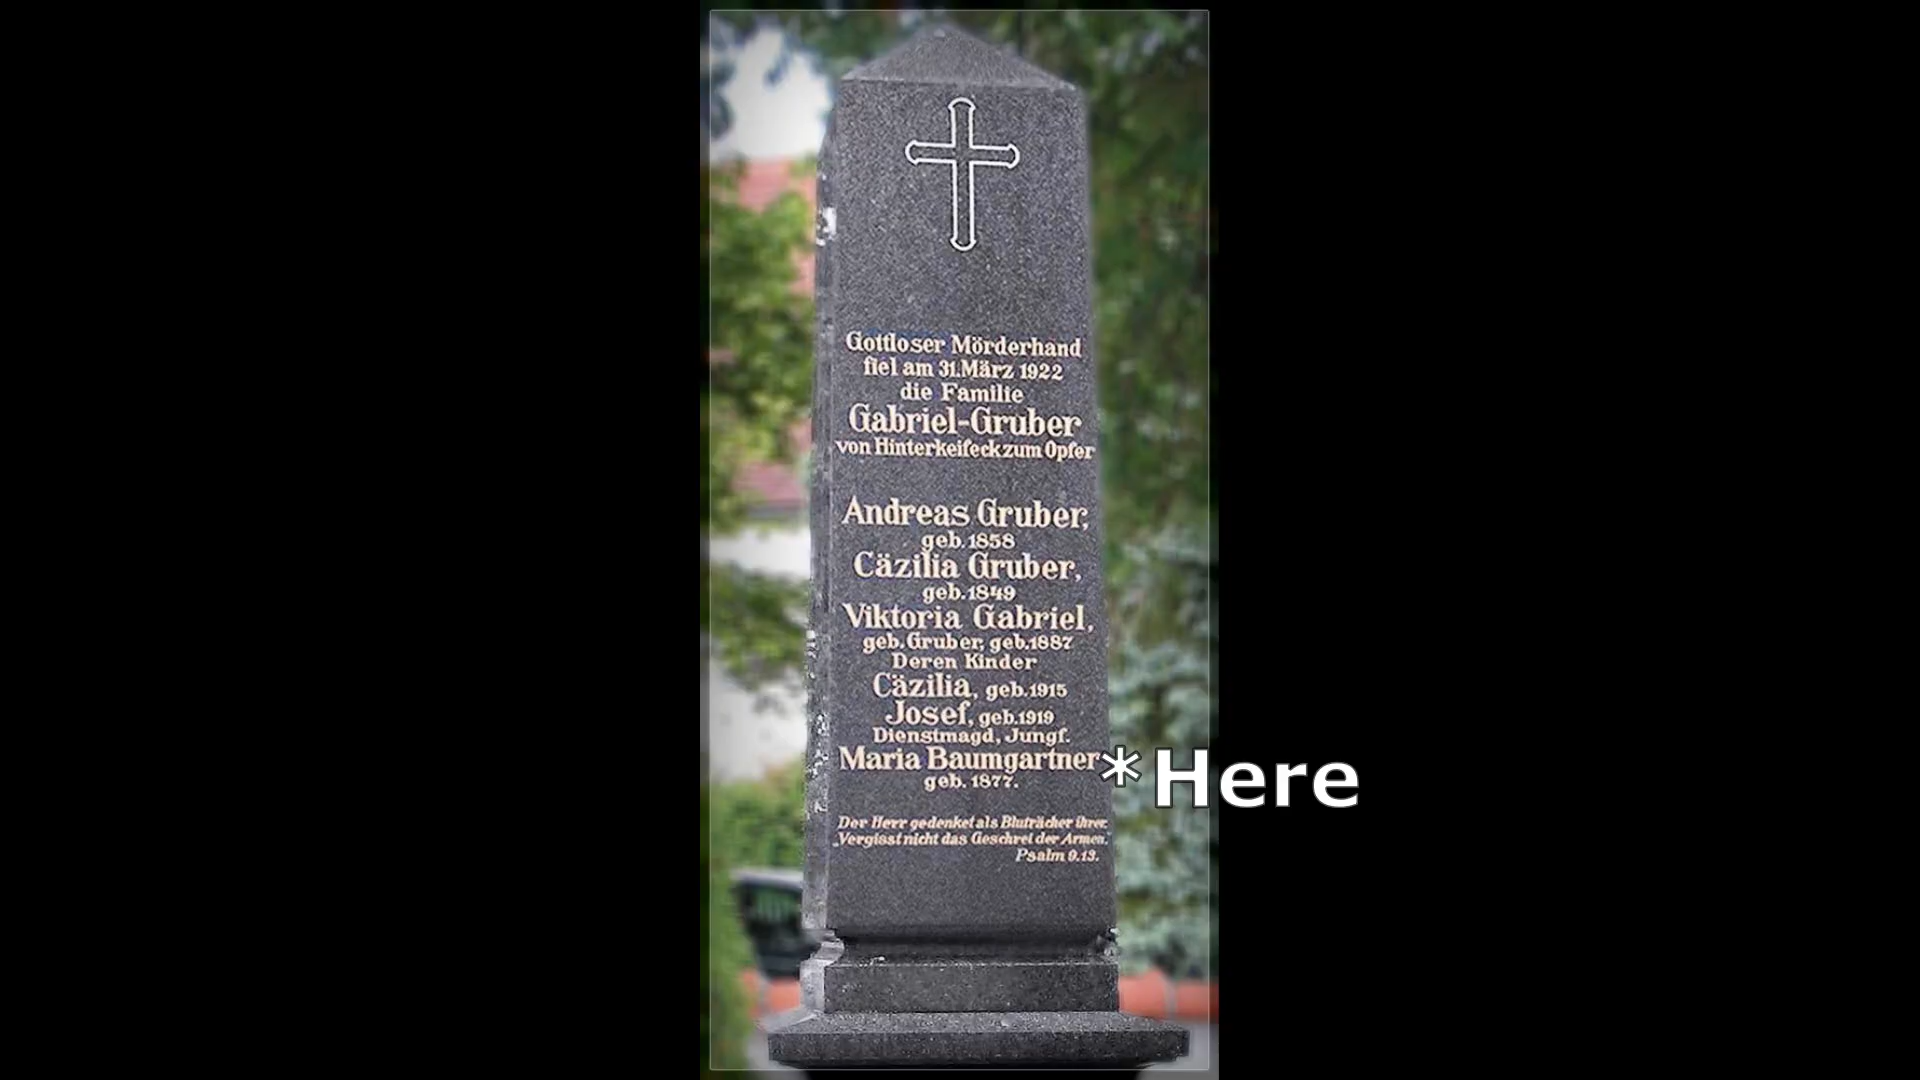 Gottloser Mörderhand
fiel am 31. März 1922
die Familie
Gabriel-Gruber
von Hinterkeifeck zum Opfer
Andreas Gruber,
geb. 1858
Cäzilia Gruber,
geb. 1849
Viktoria Gabriel,
geb. Gruber, geb. 1887
Deren Kinder
Cäzilia, geb. 1915
Josef, geb. 1919
Dienstmagd, Jungf.
Maria Baumgartner
*Here
geb. 1877.
Der Herr gedenket als Bluträcher ihrer,
Vergisst nicht das Geschrei der Armen.
Psalm 9.13.